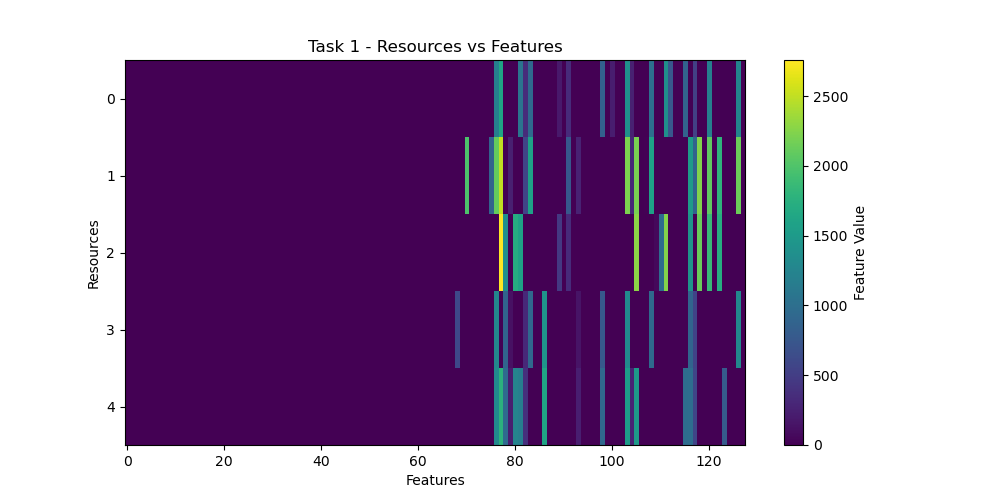 Task 1 - Resources vs Features
Resources
0
1
2
3
4
0 20 40 60 80 100 120
Features
2500
2000
1500
1000
500
0
Feature Value